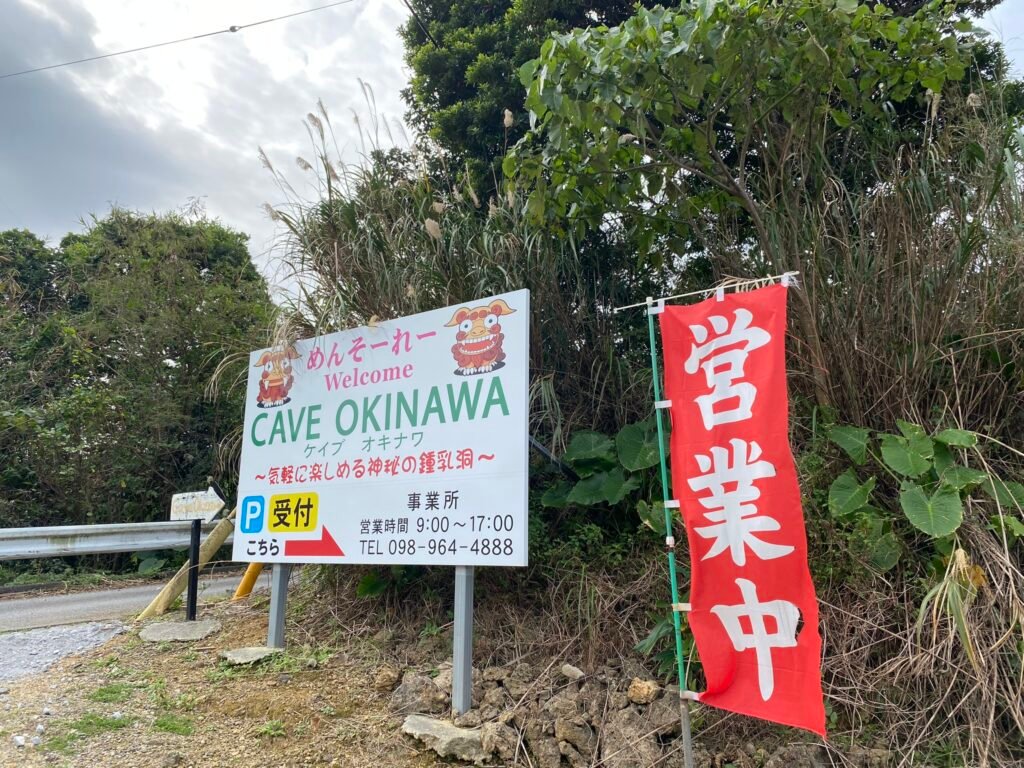 めんそーれー
Welcome
CAVE OKINAWA
ケイブ オキナワ
～気軽に楽しめる神秘の鍾乳洞～
P 受付
こちら
事業所
営業時間 9:00～17:00
TEL 098-964-4888
営業中